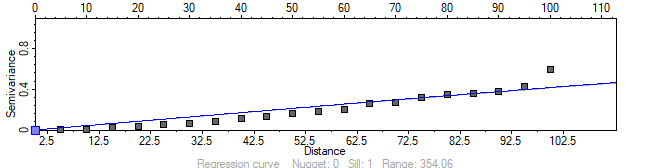 0 10 20 30 40 50 60 70 80 90 100 110
Semivariance
0.8
0.4
0
2.5 12.5 22.5 32.5 42.5 52.5 62.5 72.5 82.5 92.5 102.5
Distance
Regression curve Nugget: 0 Sill: 1 Range: 354.06